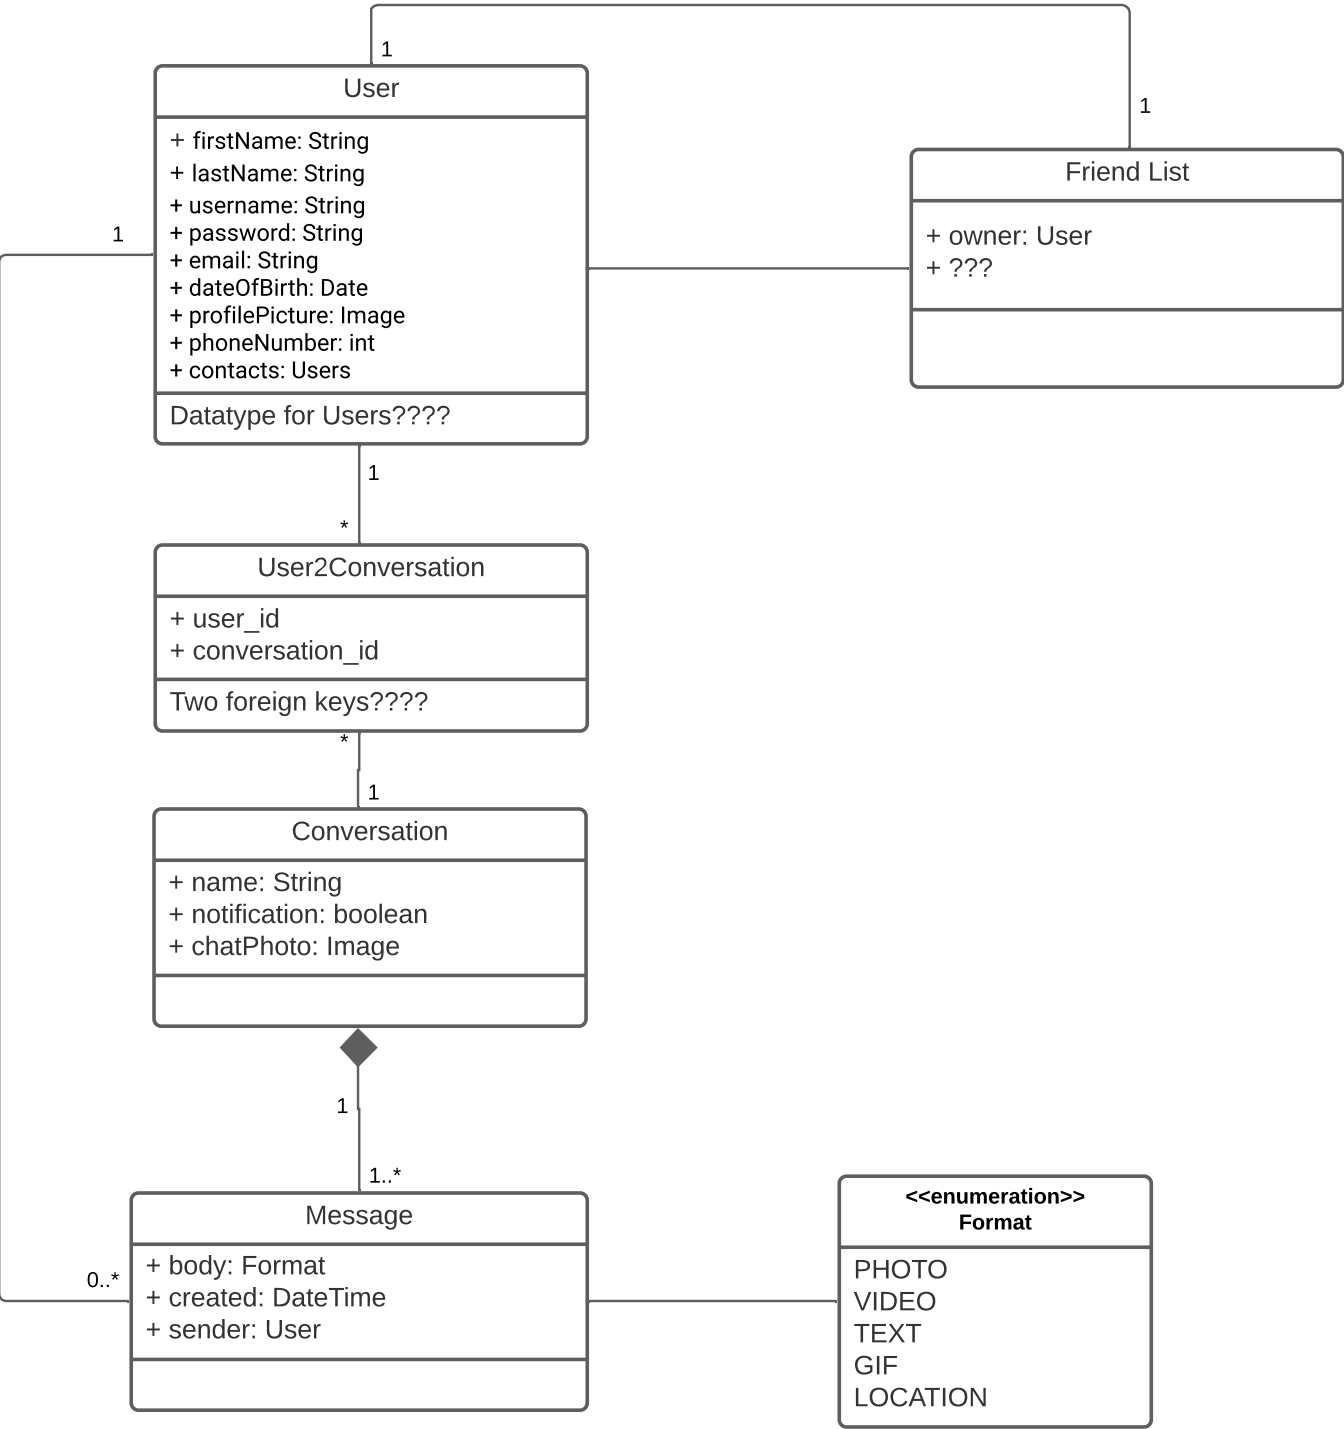 1
User
+ firstName: String
+ lastName: String
+ username: String
+ password: String
+ email: String
+ dateOfBirth: Date
+ profilePicture: Image
+ phoneNumber: int
+ contacts: Users
Datatype for Users????
1
Friend List
+ owner: User
+ ???
1
1
*
User2Conversation
+ user_id
+ conversation_id
Two foreign keys????
*
1
Conversation
+ name: String
+ notification: boolean
+ chatPhoto: Image
1
1..*
Message
+ body: Format
+ created: DateTime
+ sender: User
0..*
<<enumeration>>
Format
PHOTO
VIDEO
TEXT
GIF
LOCATION